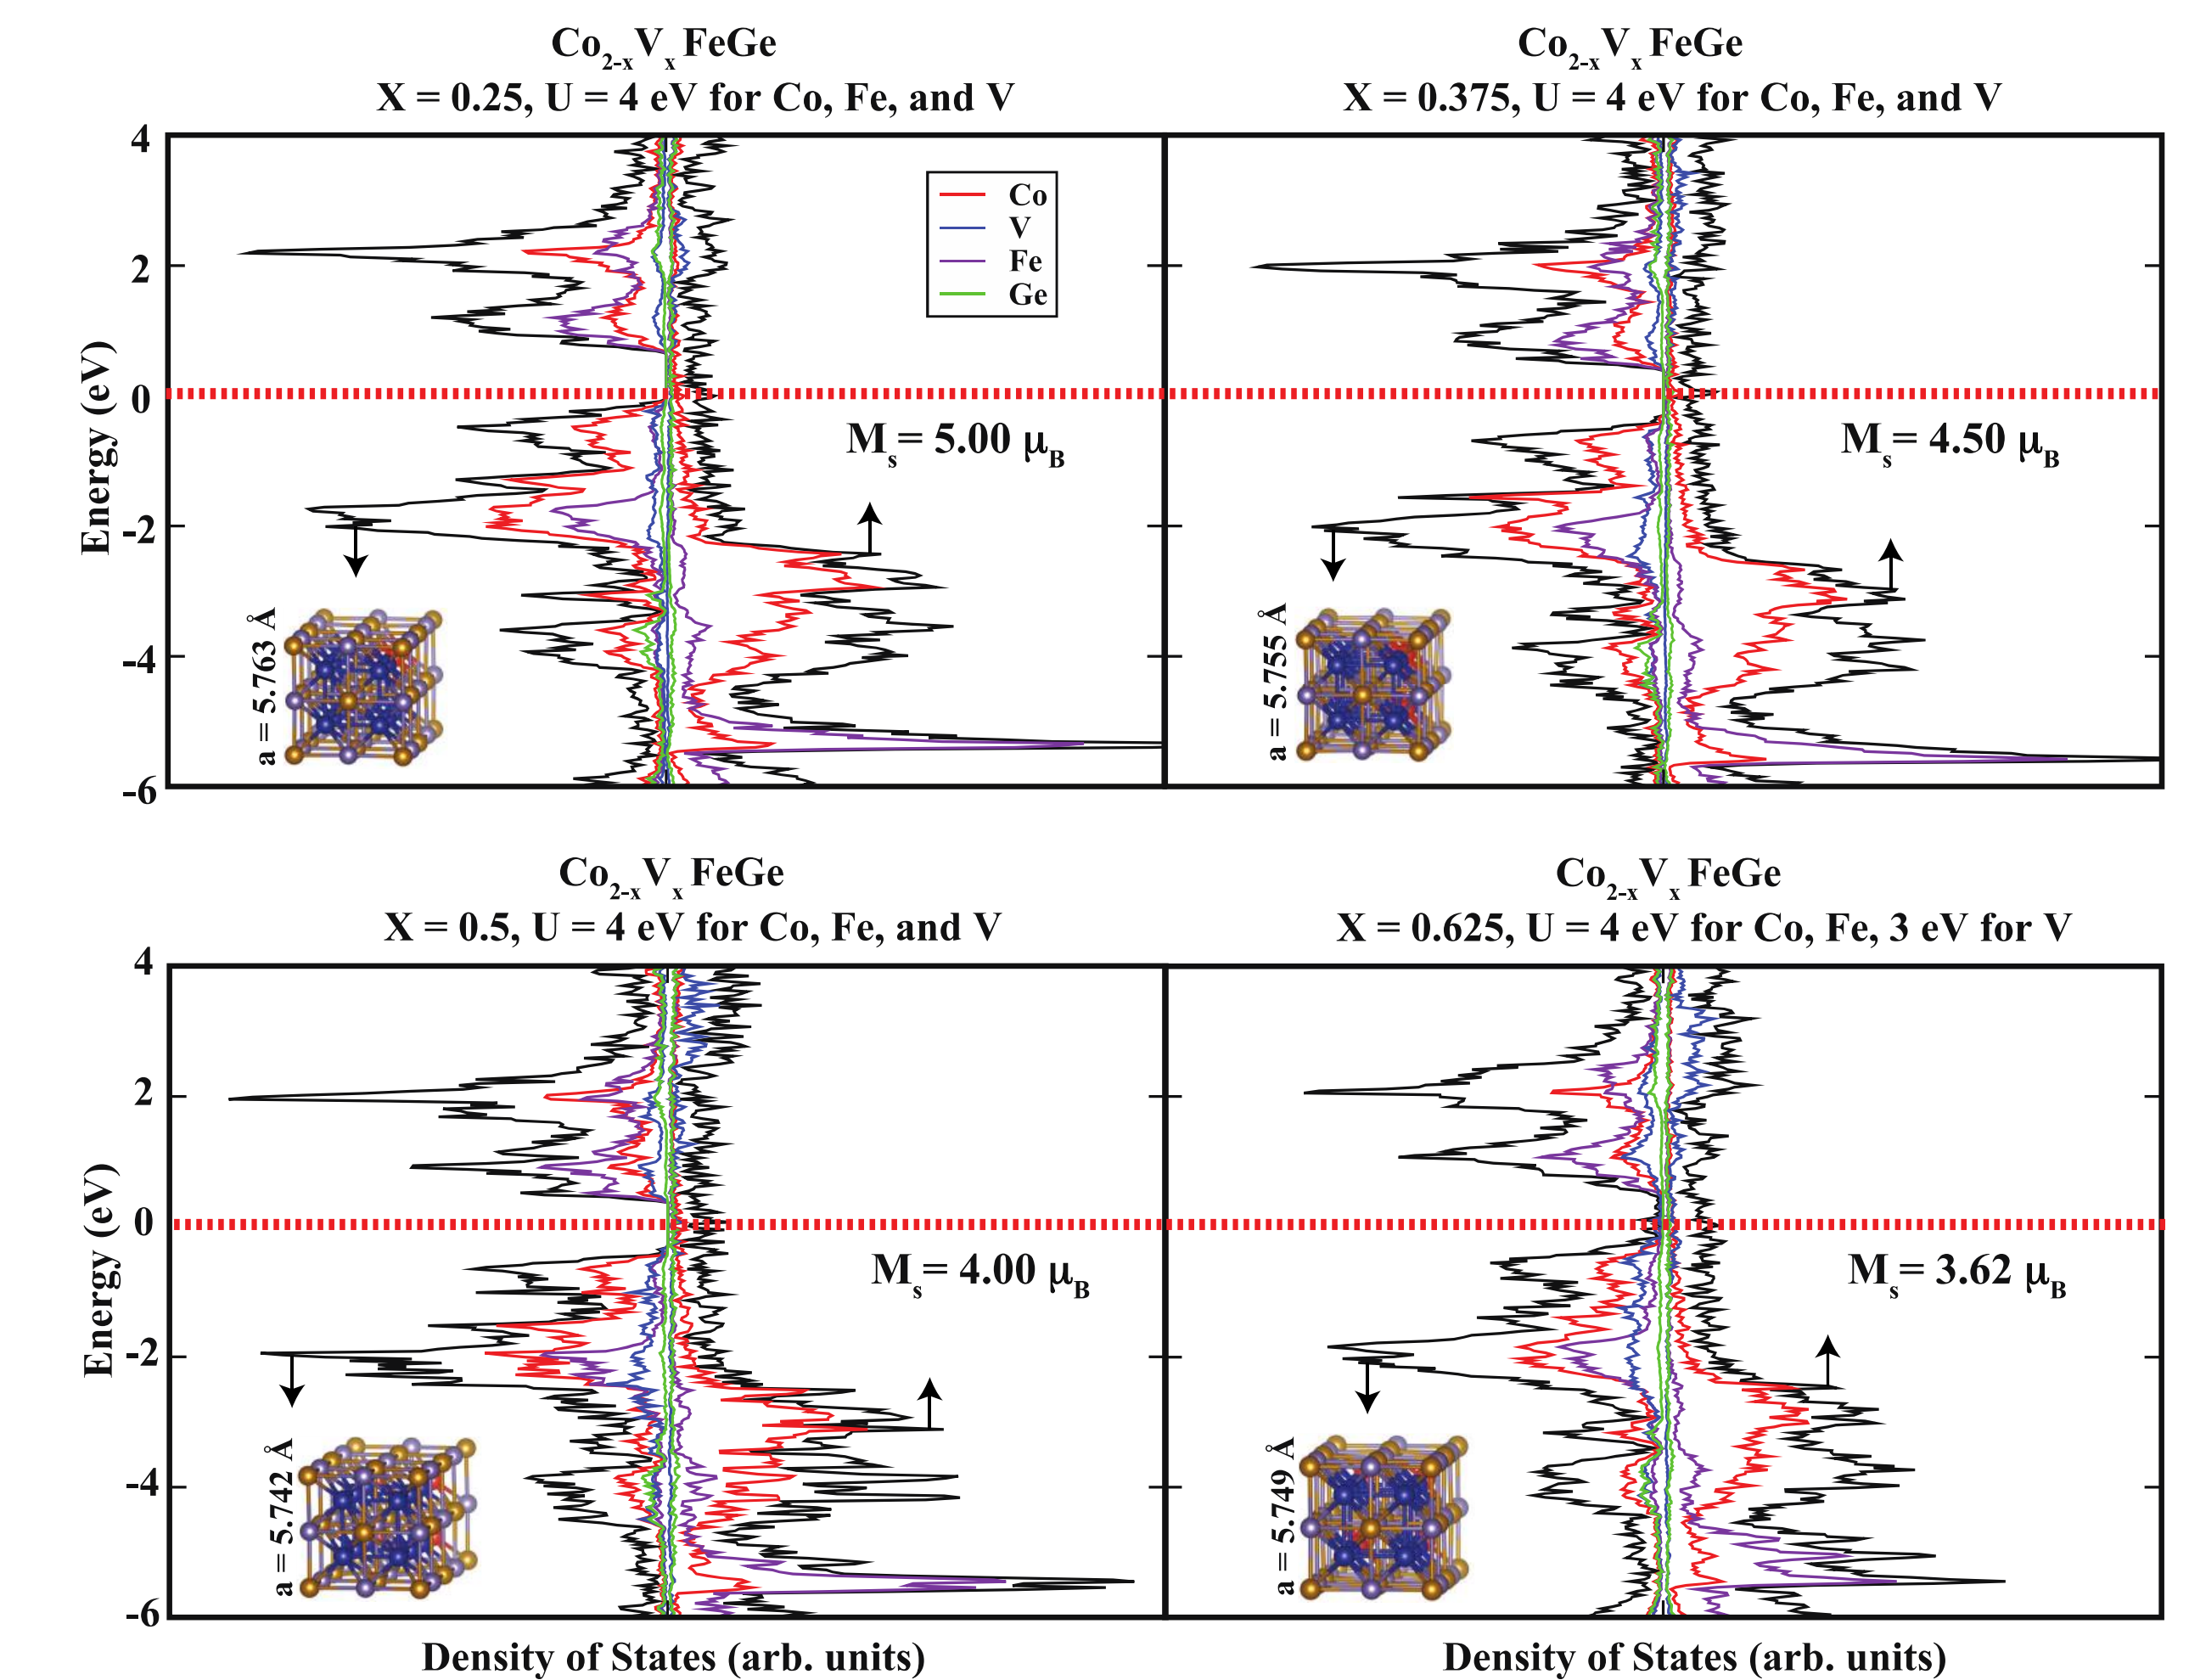 Co2-xVxFeGe
X = 0.25, U = 4 eV for Co, Fe, and V
Co2-xVxFeGe
X = 0.375, U = 4 eV for Co, Fe, and V
4
2
0
-2
-4
-6
Energy (eV)
Co
V
Fe
Ge
Ms = 5.00 μB
a = 5.763 Å
Ms = 4.50 μB
a = 5.755 Å
Co2-xVxFeGe
X = 0.5, U = 4 eV for Co, Fe, and V
Co2-xVxFeGe
X = 0.625, U = 4 eV for Co, Fe, 3 eV for V
4
2
0
-2
-4
-6
Energy (eV)
Ms = 4.00 μB
a = 5.742 Å
Ms = 3.62 μB
a = 5.749 Å
Density of States (arb. units)
Density of States (arb. units)